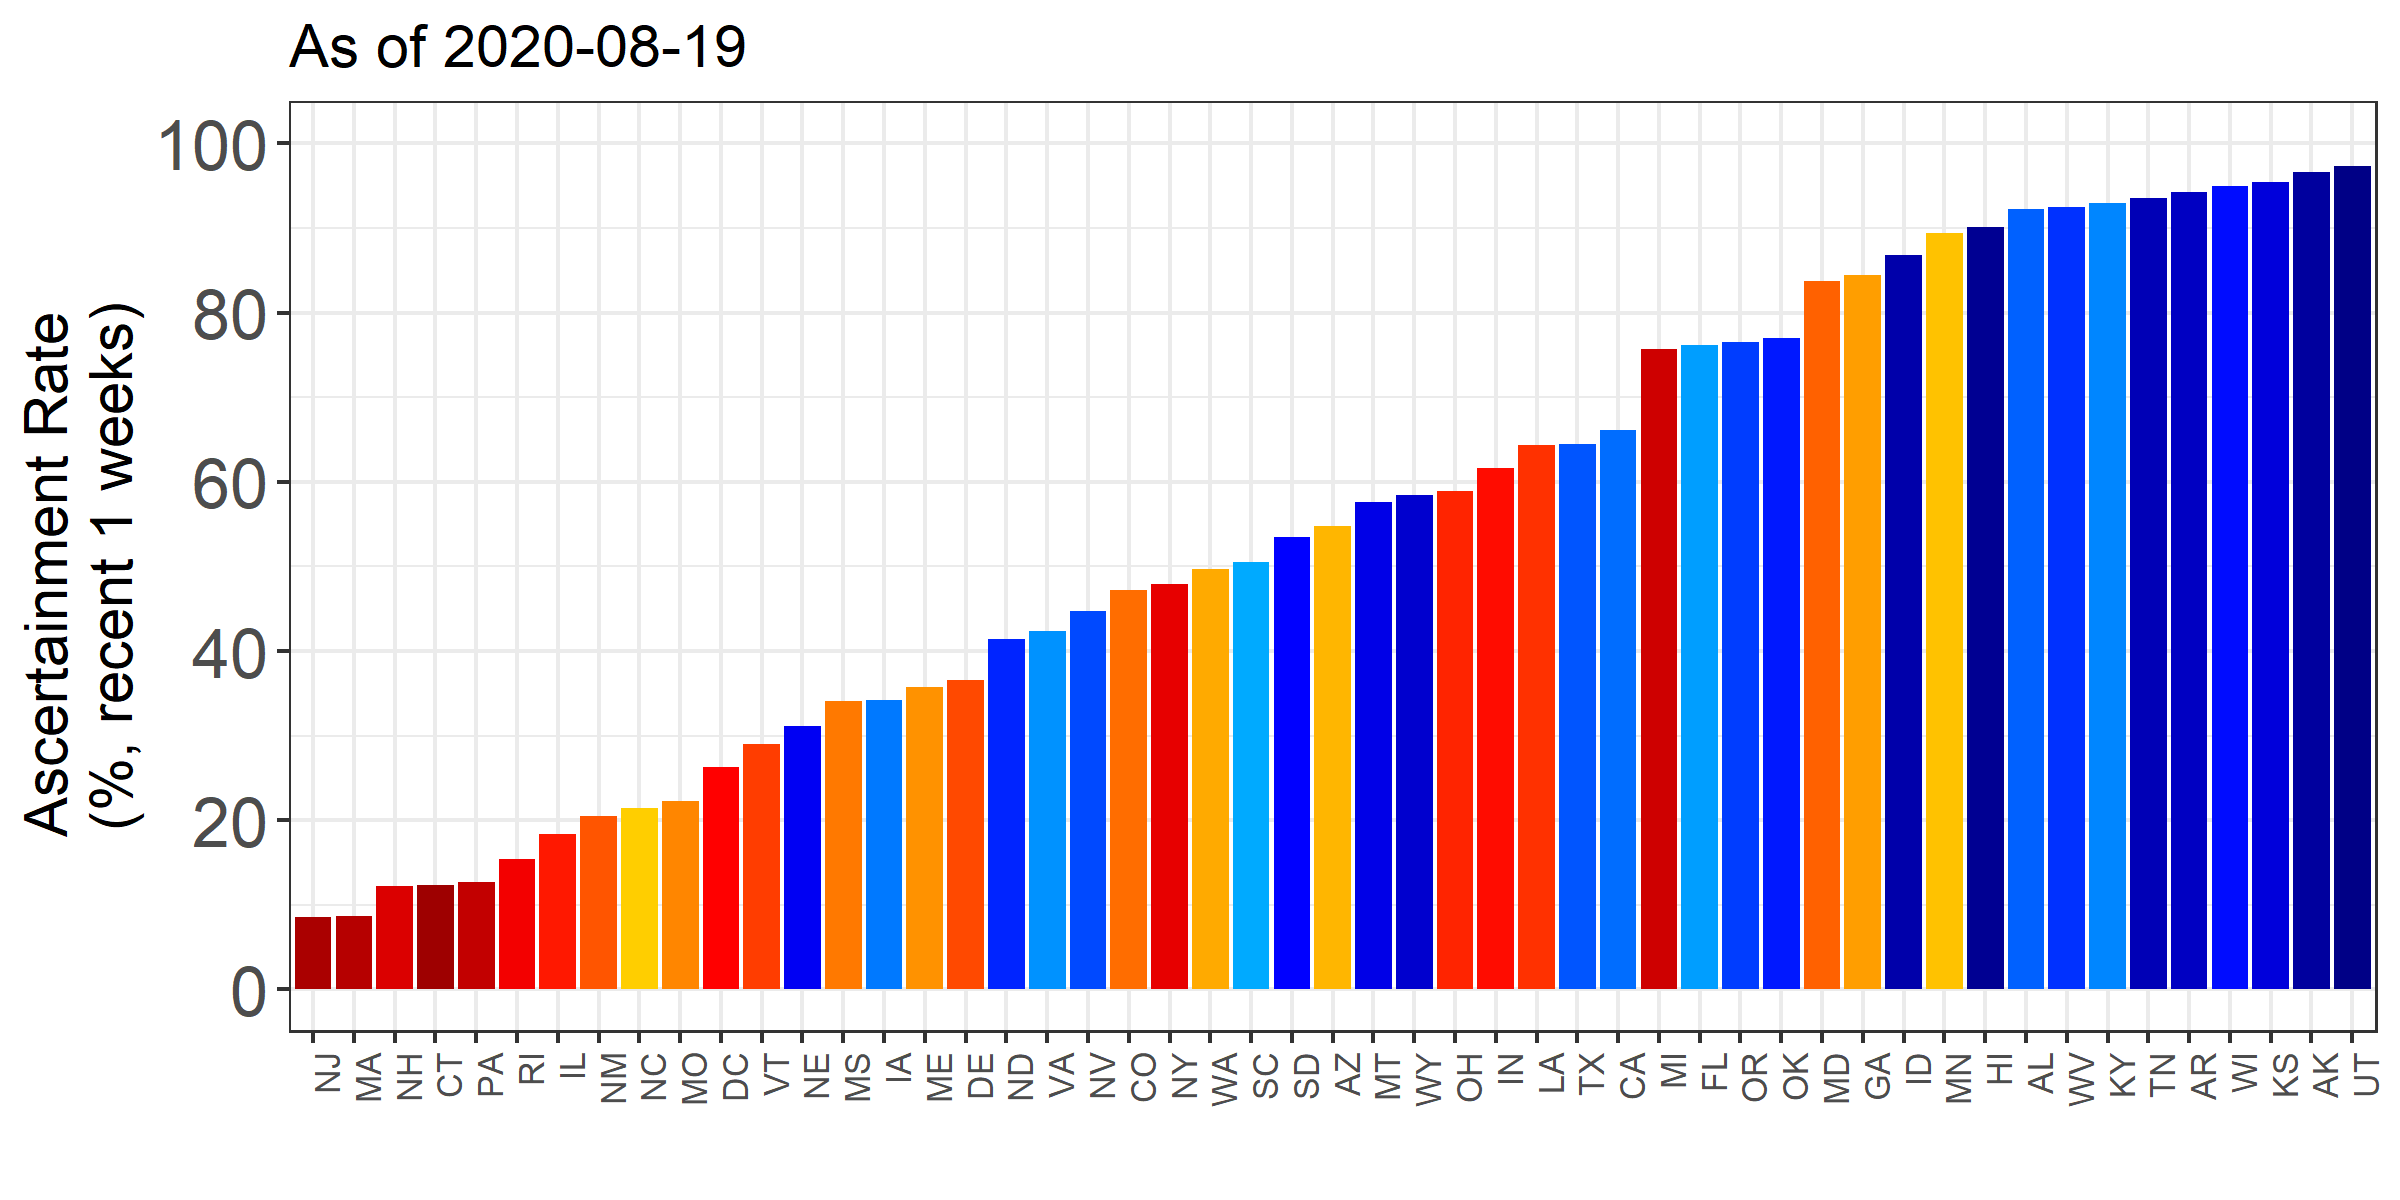 As of 2020-08-19
Ascertainment Rate
(%, recent 1 weeks)
100
80
60
40
20
0
NJ MA NH CT PA RI IL NM NC MO DC VT NE MS IA ME DE ND VA NV CO NY WA SC SD AZ MT WY OH IN LA TX CA MI FL OR OK MD GA ID MN HI AL WV KY TN AR WI KS AK UT